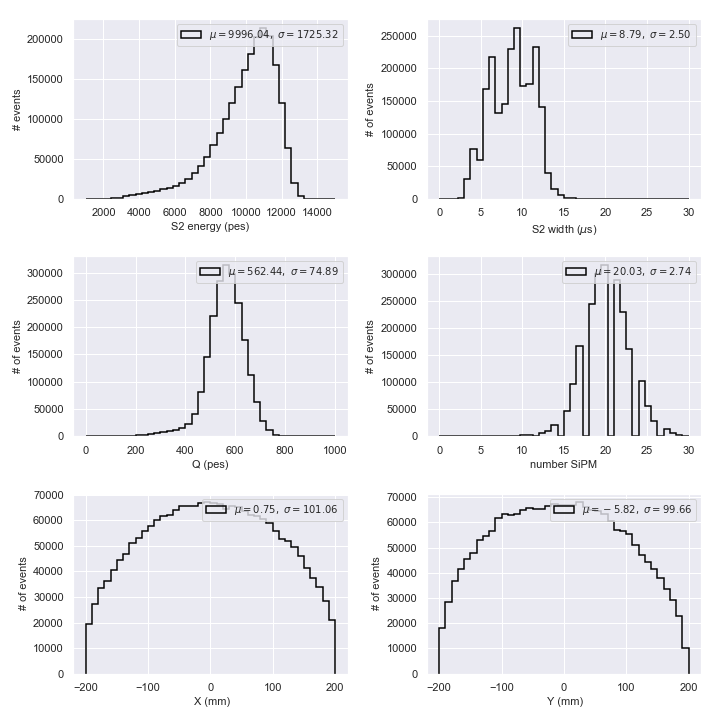 μ = 9996.04, σ = 1725.32
# events
200000
150000
100000
50000
0
2000 4000 6000 8000 10000 12000 14000
S2 energy (pes)
μ = 8.79, σ = 2.50
# of events
250000
200000
150000
100000
50000
0
0 5 10 15 20 25 30
S2 width (μs)
μ = 562.44, σ = 74.89
# of events
300000
250000
200000
150000
100000
50000
0
0 200 400 600 800 1000
Q (pes)
μ = 20.03, σ = 2.74
# of events
300000
250000
200000
150000
100000
50000
0
0 5 10 15 20 25 30
number SiPM
μ = 0.75, σ = 101.06
# of events
70000
60000
50000
40000
30000
20000
10000
0
−200 −100 0 100 200
X (mm)
μ = −5.82, σ = 99.66
# of events
70000
60000
50000
40000
30000
20000
10000
0
−200 −100 0 100 200
Y (mm)